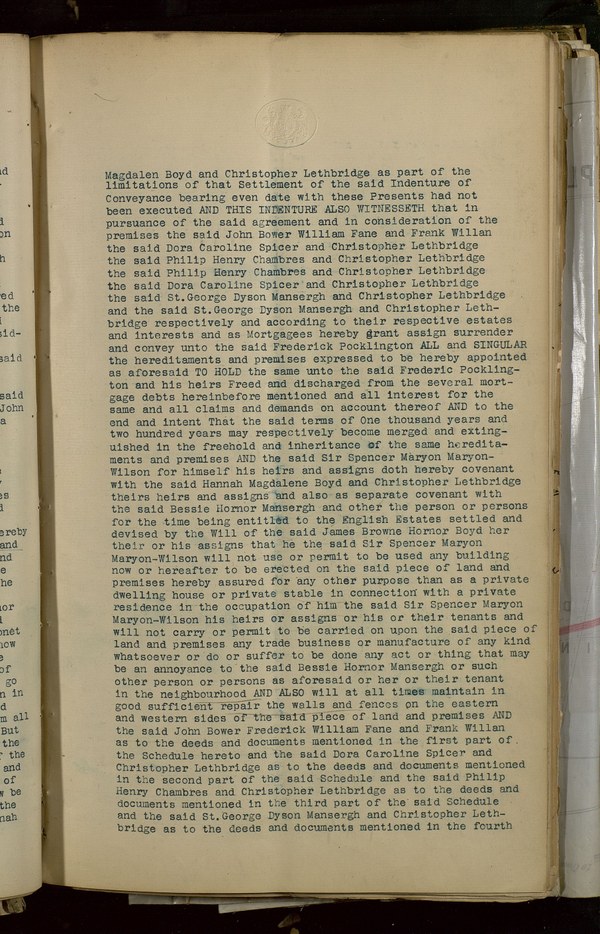 Magdalen Boyd and Christopher Lethbridge as part of the
limitations of that Settlement of the said Indenture of
Conveyance bearing even date with these Presents had not
been executed AND THIS INDENTURE ALSO WITNESSETH that in
pursuance of the said agreement and in consideration of the
premises the said John Bower William Fane and Frank Willan
the said Dora Caroline Spicer and Christopher Lethbridge
the said Philip Henry Chambres and Christopher Lethbridge
the said Philip Henry Chambres and Christopher Lethbridge
the said Dora Caroline Spicer and Christopher Lethbridge
the said St.George Dyson Mansergh and Christopher Lethbridge
and the said St.George Dyson Mansergh and Christopher Leth-
bridge respectively and according to their respective estates
and interests and as Mortgagees hereby grant assign surrender
and convey unto the said Frederick Pocklington ALL and SINGULAR
the hereditaments and premises expressed to be hereby appointed
as aforesaid TO HOLD the same unto the said Frederic Pockling-
ton and his heirs Freed and discharged from the several mort-
gage debts hereinbefore mentioned and all interest for the
same and all claims and demands on account thereof AND to the
end and intent That the said terms of One thousand years and
two hundred years may respectively become merged and exting-
uished in the freehold and inheritance of the same heredita-
ments and premises AND the said Sir Spencer Maryon Maryon-
Wilson for himself his heirs and assigns doth hereby covenant
with the said Hannah Magdalene Boyd and Christopher Lethbridge
theirs heirs and assigns and also as separate covenant with
the said Bessie Hornor Mansergh and other the person or persons
for the time being entitled to the English Estates settled and
devised by the Will of the said James Browne Hornor Boyd her
their or his assigns that he the said Sir Spencer Maryon
Maryon-Wilson will not use or permit to be used any building
now or hereafter to be erected on the said piece of land and
premises hereby assured for any other purpose than as a private
dwelling house or private stable in connection with a private
residence in the occupation of him the said Sir Spencer Maryon
Maryon-Wilson his heirs or assigns or his or their tenants and
will not carry or permit to be carried on upon the said piece of
land and premises any trade business or manufacture of any kind
whatsoever or do or suffer to be done any act or thing that may
be an annoyance to the said Bessie Hornor Mansergh or such
other person or persons as aforesaid or her or their tenant
in the neighbourhood AND ALSO will at all times maintain in
good sufficient repair the walls and fences on the eastern
and western sides of the said piece of land and premises AND
the said John Bower Frederick William Fane and Frank Willan
as to the deeds and documents mentioned in the first part of
the Schedule hereto and the said Dora Caroline Spicer and
Christopher Lethbridge as to the deeds and documents mentioned
in the second part of the said Schedule and the said Philip
Henry Chambres and Christopher Lethbridge as to the deeds and
documents mentioned in the third part of the said Schedule
and the said St.George Dyson Mansergh and Christopher Leth-
bridge as to the deeds and documents mentioned in the fourth